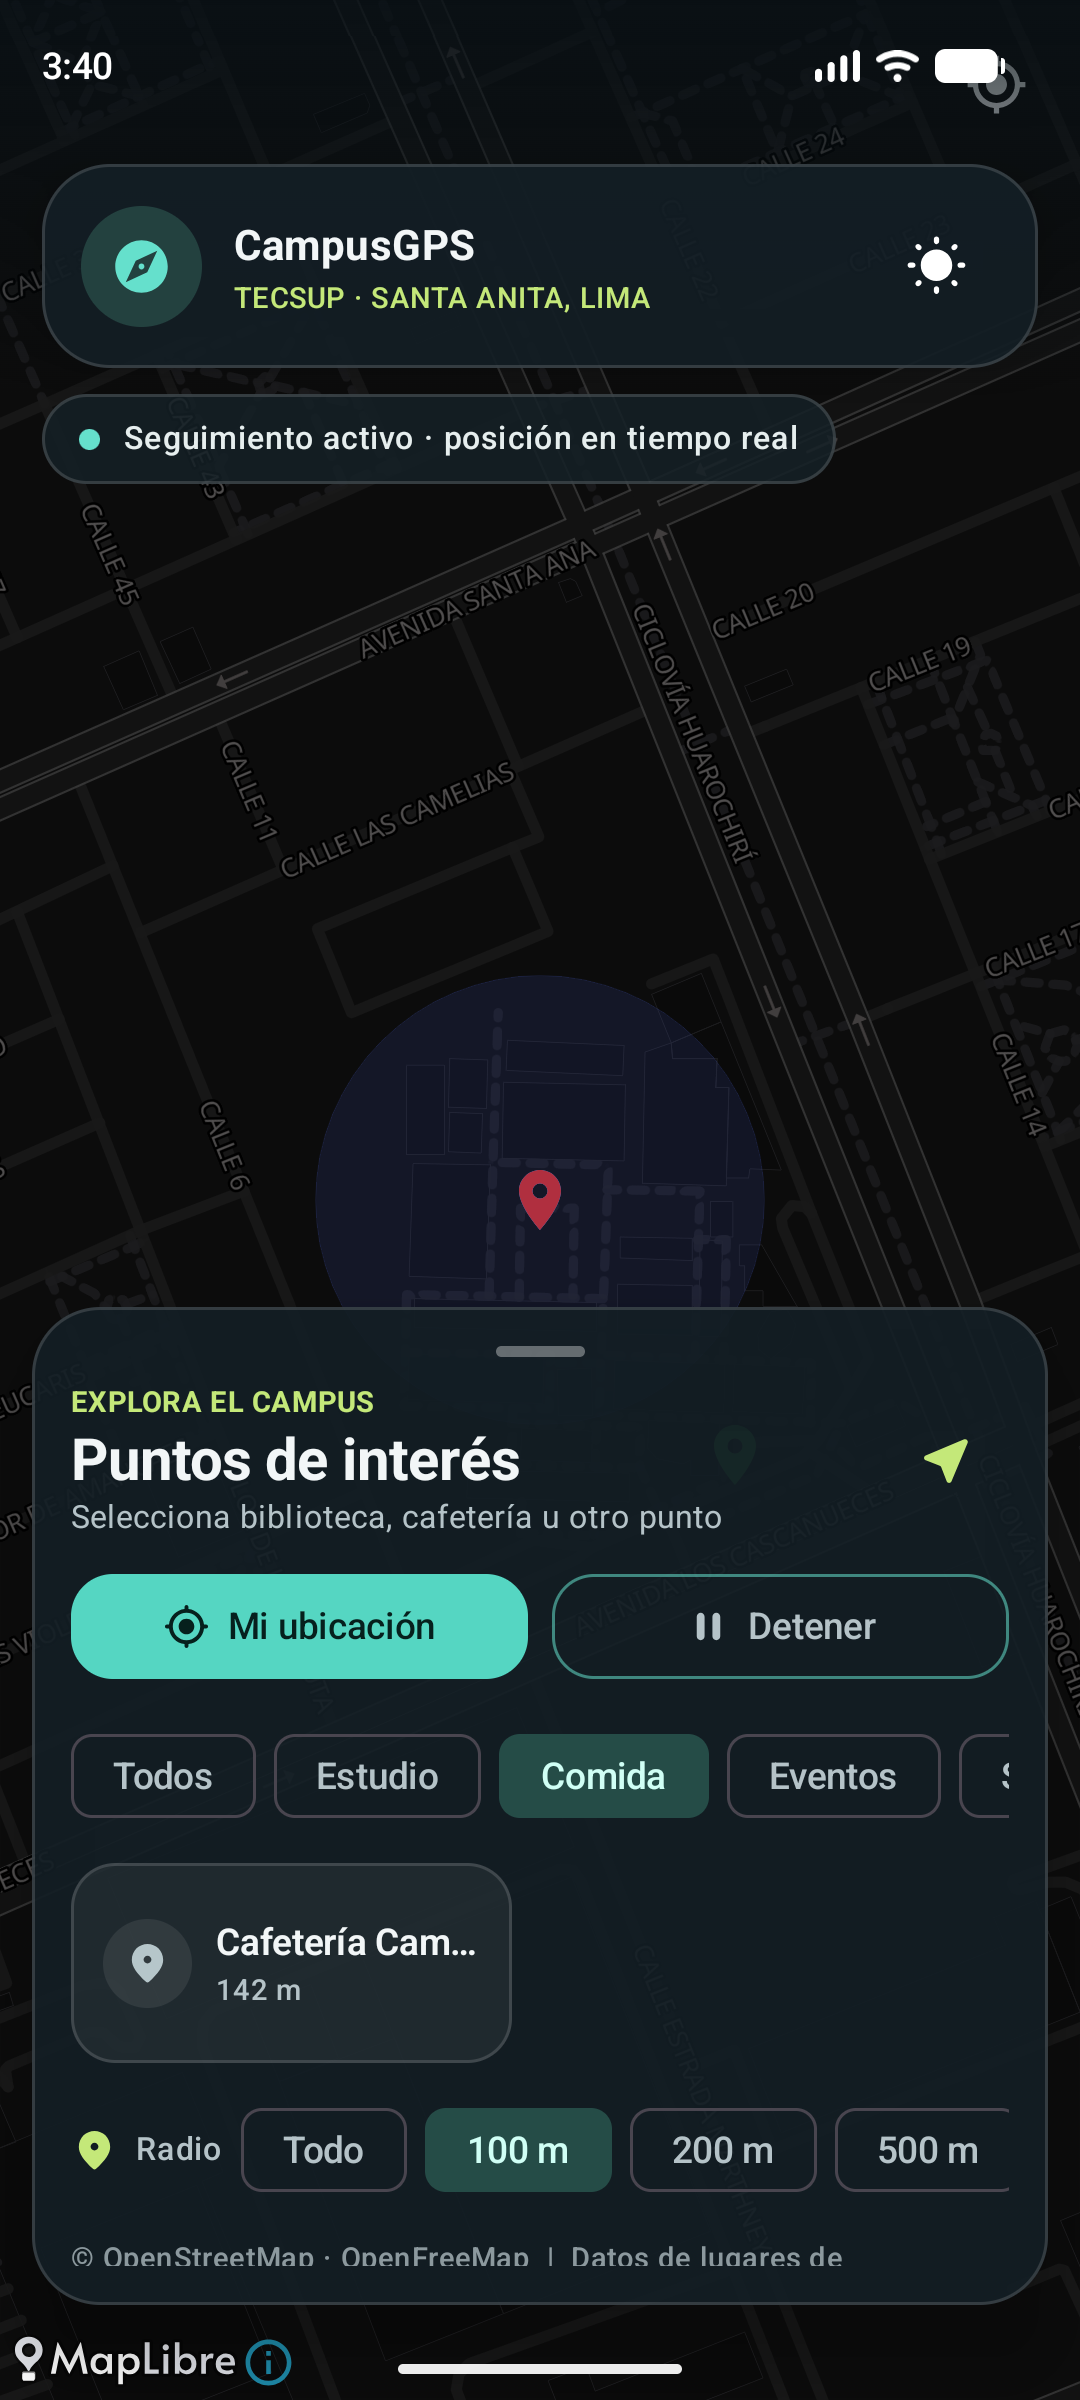 3:40
CALLE 24
CampusGPS
TECSUP · SANTA ANITA, LIMA
Seguimiento activo · posición en tiempo real
CALLE 43
CALLE 45
AVENIDA SANTA ANA
CICLOVÍA HUAROCHIRÍ
CALLE 20
CALLE 19
CALLE 11
CALLE LAS CAMELIAS
CALLE 17
CALLE 14
CALLE 6
EXPLORA EL CAMPUS
Puntos de interés
Selecciona biblioteca, cafetería u otro punto
AVENIDA LOS CASCANUECES
Mi ubicación
Detener
Todos
Estudio
Comida
Eventos
Cafetería Cam...
142 m
Radio
Todo
100 m
200 m
500 m
© OpenStreetMap · OpenFreeMap | Datos de lugares de
MapLibre